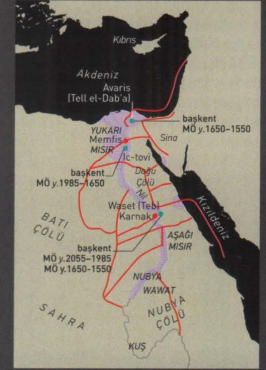 Kıbrıs
Akdeniz
Avaris
(Tell el-Dab'a)
başkent
MÖ y.1650–1550
YUKARI
MISIR
Memfis
Sina
İc-tovi
Doğu
Çölü
başkent
MÖ y.1985–1650
Nil
Waset (Teb)
Karnak
Kızıldeniz
BATI
ÇÖLÜ
AŞAĞI
MISIR
başkent
MÖ y.2055–1985
MÖ y.1650-1550
NUBYA
WAWAT
SAHRA
NUBYA
ÇÖLÜ
KUŞ